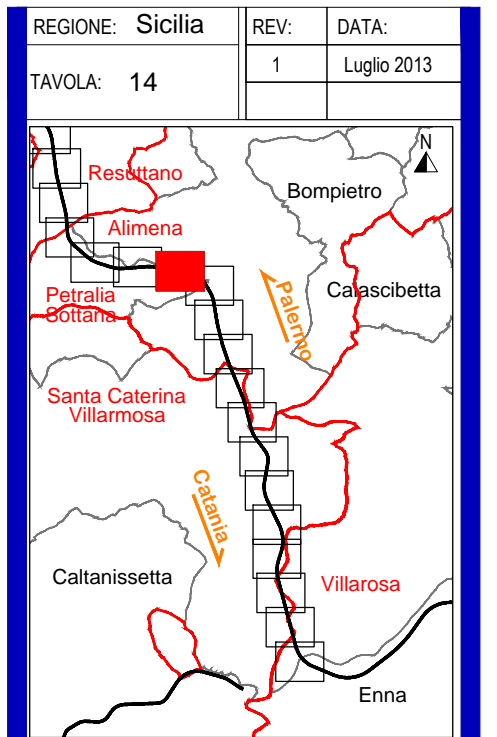 REGIONE: Sicilia
REV:
DATA:
1
Luglio 2013
TAVOLA: 14
N
Resuttano
Bompietro
Alimena
Calascibetta
Petralia
Sottana
Palermo
Santa Caterina
Villarmosa
Catania
Caltanissetta
Villarosa
Enna